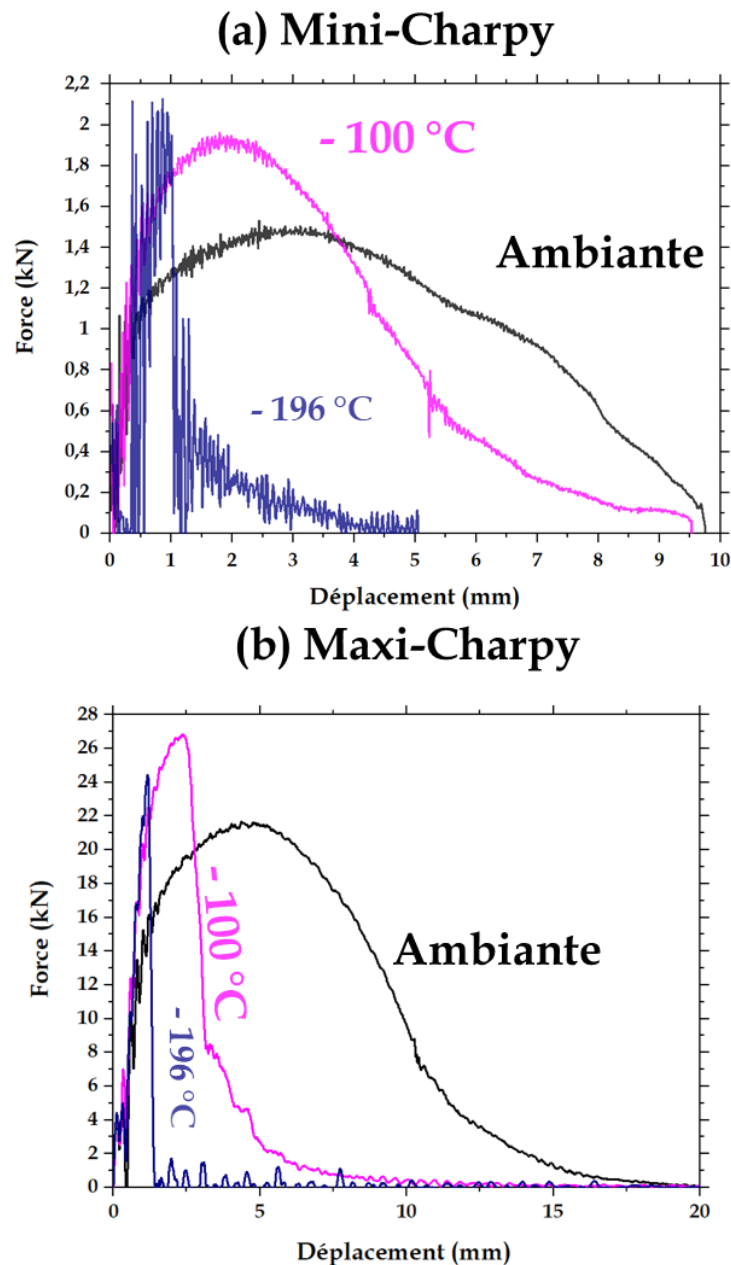 (a) Mini-Charpy
2,2
2
1,8
1,6
1,4
1,2
1
0,8
0,6
0,4
0,2
0
Force (kN)
- 100 °C
Ambiante
- 196 °C
0 1 2 3 4 5 6 7 8 9 10
Déplacement (mm)
(b) Maxi-Charpy
28
26
24
22
20
18
16
14
12
10
8
6
4
2
0
Force (kN)
- 100 °C
- 196 °C
Ambiante
0 5 10 15 20
Déplacement (mm)